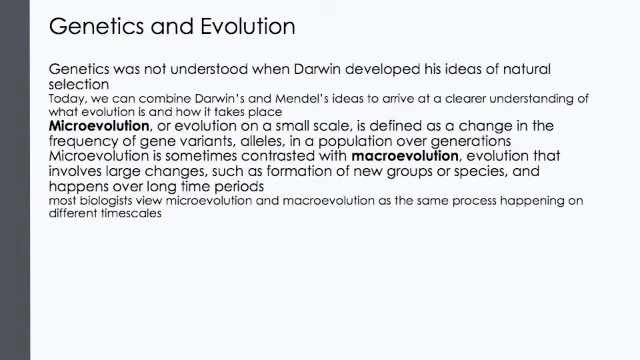 Genetics and Evolution
Genetics was not understood when Darwin developed his ideas of natural
selection
Today, we can combine Darwin's and Mendel's ideas to arrive at a clearer understanding of
what evolution is and how it takes place
Microevolution, or evolution on a small scale, is defined as a change in the
frequency of gene variants, alleles, in a population over generations
Microevolution is sometimes contrasted with macroevolution, evolution that
involves large changes, such as formation of new groups or species, and
happens over long time periods
most biologists view microevolution and macroevolution as the same process happening on
different timescales